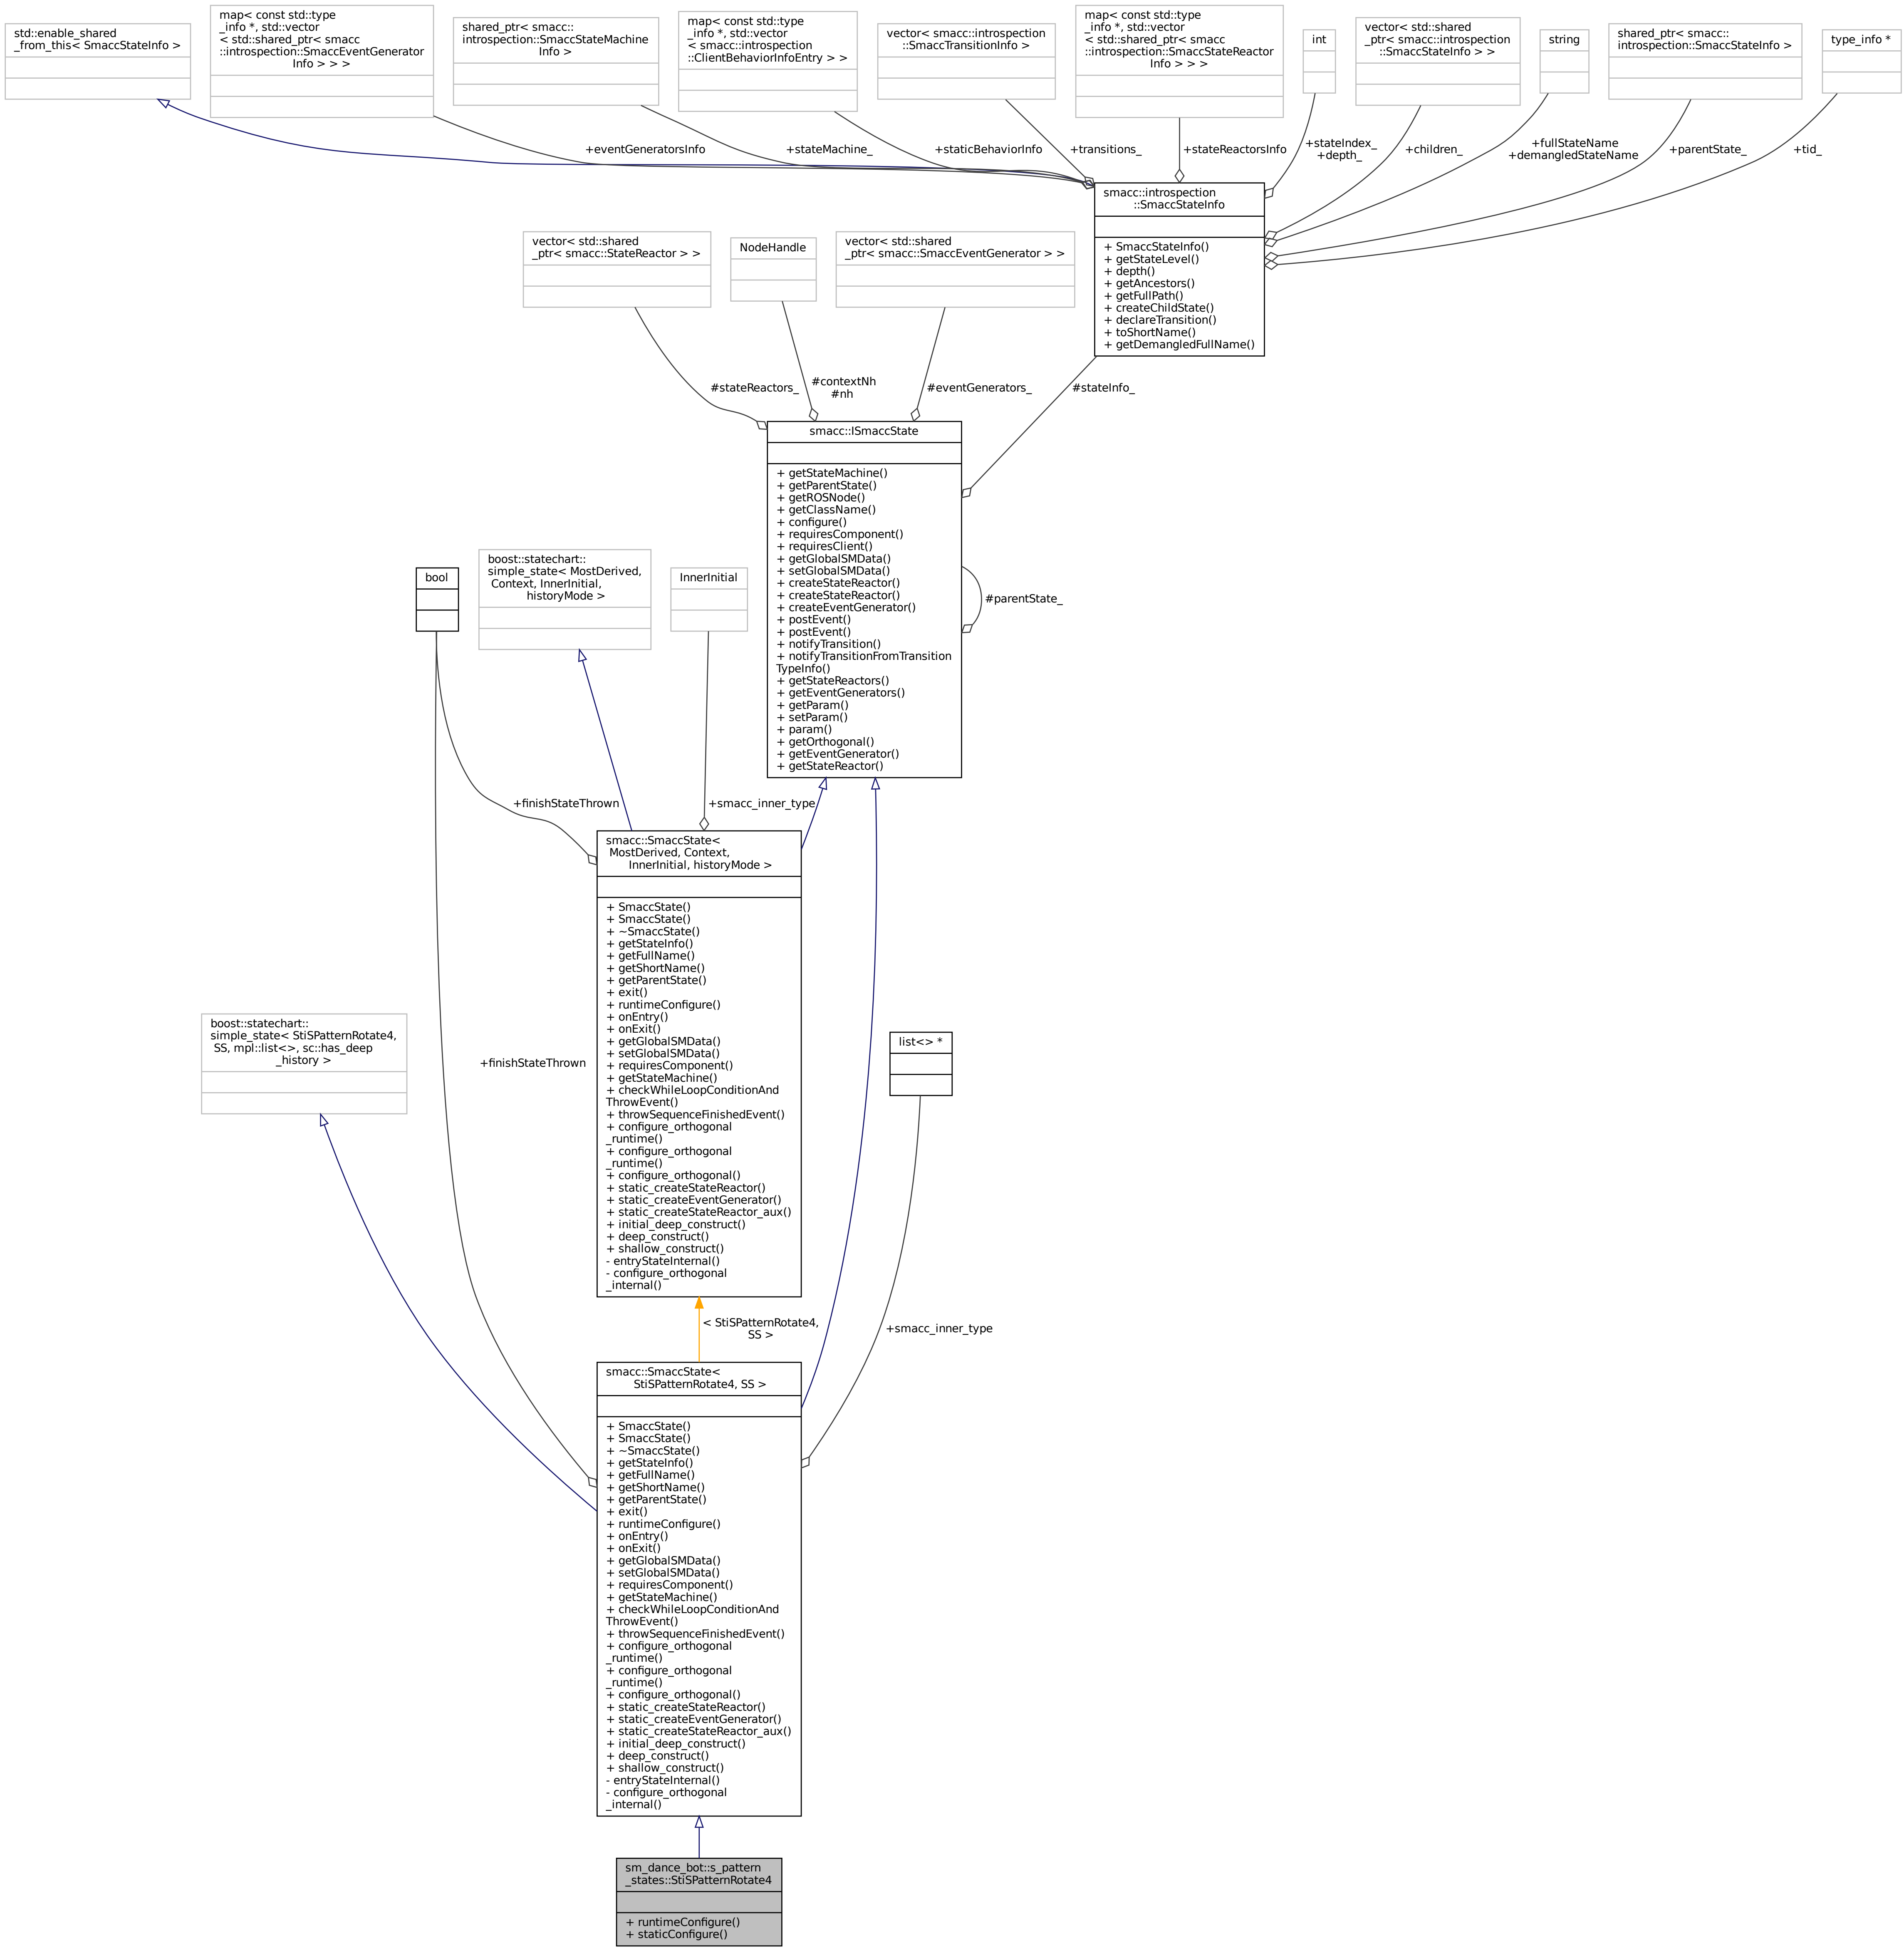 std::enable_shared
_from_this< SmaccStateInfo >
map< const std::type
_info *, std::vector
< std::shared_ptr< smacc
::introspection::SmaccEventGenerator
Info > > >
shared_ptr< smacc::
introspection::SmaccStateMachine
Info >
map< const std::type
_info *, std::vector
< smacc::introspection
::ClientBehaviorInfoEntry > >
vector< smacc::introspection
::SmaccTransitionInfo >
map< const std::type
_info *, std::vector
< std::shared_ptr< smacc
::introspection::SmaccStateReactor
Info > > >
int
vector< std::shared
_ptr< smacc::introspection
::SmaccStateInfo > >
string
shared_ptr< smacc::
introspection::SmaccStateInfo >
type_info *
+eventGeneratorsInfo
+stateMachine_
+staticBehaviorInfo
+transitions_
+stateReactorsInfo
+stateIndex_
+depth_
+children_
+fullStateName
+demangledStateName
+parentState_
+tid_
smacc::introspection
::SmaccStateInfo
+ SmaccStateInfo()
+ getStateLevel()
+ depth()
+ getAncestors()
+ getFullPath()
+ createChildState()
+ declareTransition()
+ toShortName()
+ getDemangledFullName()
vector< std::shared
_ptr< smacc::StateReactor > >
NodeHandle
vector< std::shared
_ptr< smacc::SmaccEventGenerator > >
#stateReactors_
#contextNh
#nh
#eventGenerators_
#stateInfo_
smacc::ISmaccState
+ getStateMachine()
+ getParentState()
+ getROSNode()
+ getClassName()
+ configure()
+ requiresComponent()
+ requiresClient()
+ getGlobalSMData()
+ setGlobalSMData()
+ createStateReactor()
+ createStateReactor()
+ createEventGenerator()
+ postEvent()
+ postEvent()
+ notifyTransition()
+ notifyTransitionFromTransition
TypeInfo()
+ getStateReactors()
+ getEventGenerators()
+ getParam()
+ setParam()
+ param()
+ getOrthogonal()
+ getEventGenerator()
+ getStateReactor()
#parentState_
bool
boost::statechart::
simple_state< MostDerived,
Context, InnerInitial,
historyMode >
InnerInitial
+finishStateThrown
+smacc_inner_type
smacc::SmaccState<
MostDerived, Context,
InnerInitial, historyMode >
+ SmaccState()
+ SmaccState()
+ ~SmaccState()
+ getStateInfo()
+ getFullName()
+ getShortName()
+ getParentState()
+ exit()
+ runtimeConfigure()
+ onEntry()
+ onExit()
+ getGlobalSMData()
+ setGlobalSMData()
+ requiresComponent()
+ getStateMachine()
+ checkWhileLoopConditionAnd
ThrowEvent()
+ throwSequenceFinishedEvent()
+ configure_orthogonal
_runtime()
+ configure_orthogonal
_runtime()
+ configure_orthogonal()
+ static_createStateReactor()
+ static_createEventGenerator()
+ static_createStateReactor_aux()
+ initial_deep_construct()
+ deep_construct()
+ shallow_construct()
- entryStateInternal()
- configure_orthogonal
_internal()
boost::statechart::
simple_state< StiSPatternRotate4,
SS, mpl::list<>, sc::has_deep
_history >
+finishStateThrown
list<> *
< StiSPatternRotate4,
SS >
+smacc_inner_type
smacc::SmaccState<
StiSPatternRotate4, SS >
+ SmaccState()
+ SmaccState()
+ ~SmaccState()
+ getStateInfo()
+ getFullName()
+ getShortName()
+ getParentState()
+ exit()
+ runtimeConfigure()
+ onEntry()
+ onExit()
+ getGlobalSMData()
+ setGlobalSMData()
+ requiresComponent()
+ getStateMachine()
+ checkWhileLoopConditionAnd
ThrowEvent()
+ throwSequenceFinishedEvent()
+ configure_orthogonal
_runtime()
+ configure_orthogonal
_runtime()
+ configure_orthogonal()
+ static_createStateReactor()
+ static_createEventGenerator()
+ static_createStateReactor_aux()
+ initial_deep_construct()
+ deep_construct()
+ shallow_construct()
- entryStateInternal()
- configure_orthogonal
_internal()
sm_dance_bot::s_pattern
_states::StiSPatternRotate4
+ runtimeConfigure()
+ staticConfigure()